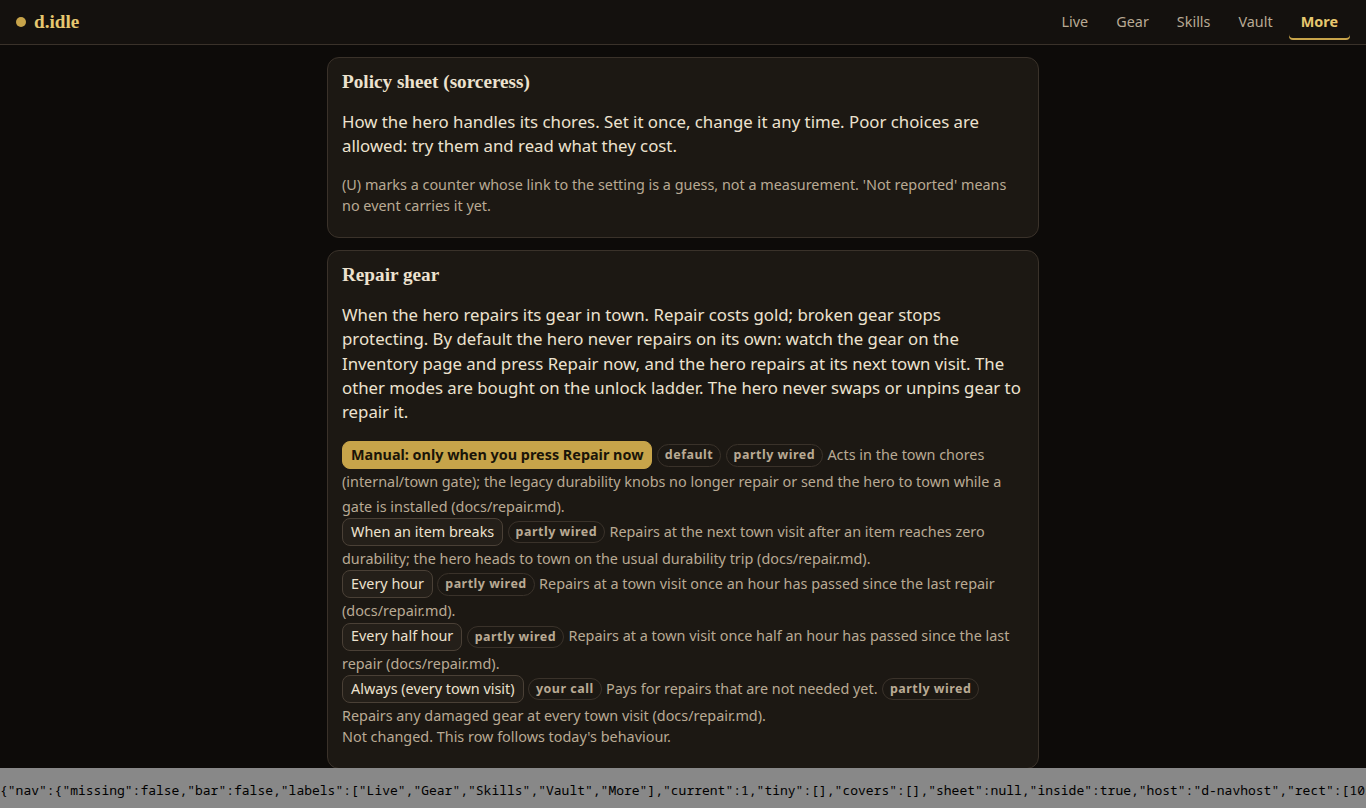 d.idle
Live Gear Skills Vault More
Policy sheet (sorceress)
How the hero handles its chores. Set it once, change it any time. Poor choices are
allowed: try them and read what they cost.
(U) marks a counter whose link to the setting is a guess, not a measurement. 'Not reported' means
no event carries it yet.
Repair gear
When the hero repairs its gear in town. Repair costs gold; broken gear stops
protecting. By default the hero never repairs on its own: watch the gear on the
Inventory page and press Repair now, and the hero repairs at its next town visit. The
other modes are bought on the unlock ladder. The hero never swaps or unpins gear to
repair it.
Manual: only when you press Repair now default partly wired Acts in the town chores
(internal/town gate); the legacy durability knobs no longer repair or send the hero to town while a
gate is installed (docs/repair.md).
When an item breaks partly wired Repairs at the next town visit after an item reaches zero
durability; the hero heads to town on the usual durability trip (docs/repair.md).
Every hour partly wired Repairs at a town visit once an hour has passed since the last repair
(docs/repair.md).
Every half hour partly wired Repairs at a town visit once half an hour has passed since the last
repair (docs/repair.md).
Always (every town visit) your call Pays for repairs that are not needed yet. partly wired
Repairs any damaged gear at every town visit (docs/repair.md).
Not changed. This row follows today's behaviour.
{"nav":{"missing":false,"bar":false,"labels":["Live","Gear","Skills","Vault","More"],"current":1,"tiny":[],"covers":[],"sheet":null,"inside":true,"host":"d-navhost","rect":[10